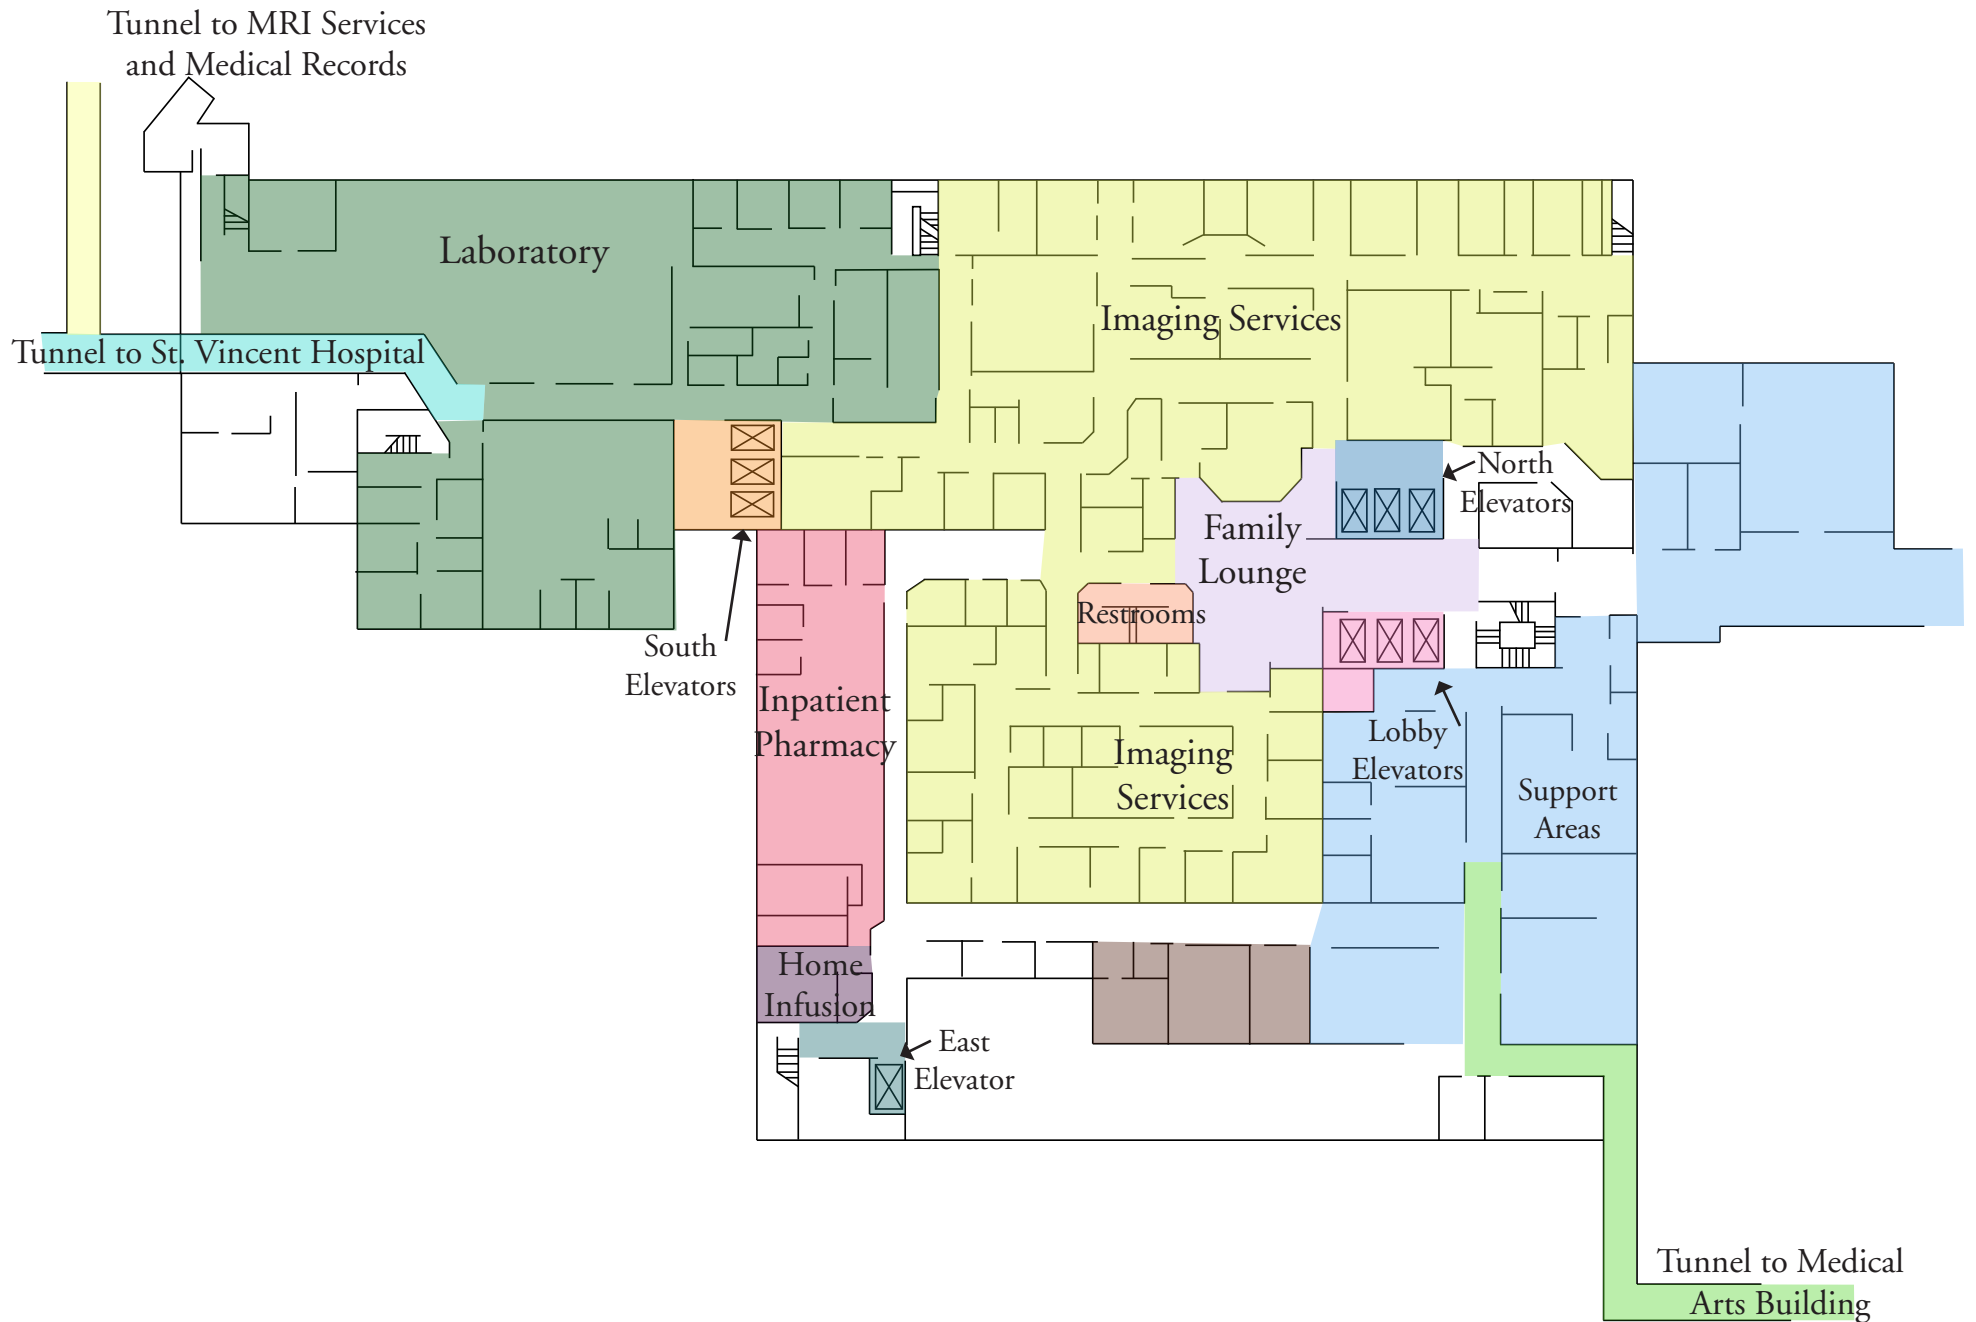 Tunnel to MRI Services
and Medical Records
Laboratory
Imaging Services
Tunnel to St. Vincent Hospital
North
Elevators
Family
Lounge
Restrooms
South
Elevators
Inpatient
Pharmacy
Imaging
Services
Lobby
Elevators
Support
Areas
Home
Infusion
East
Elevator
Tunnel to Medical
Arts Building